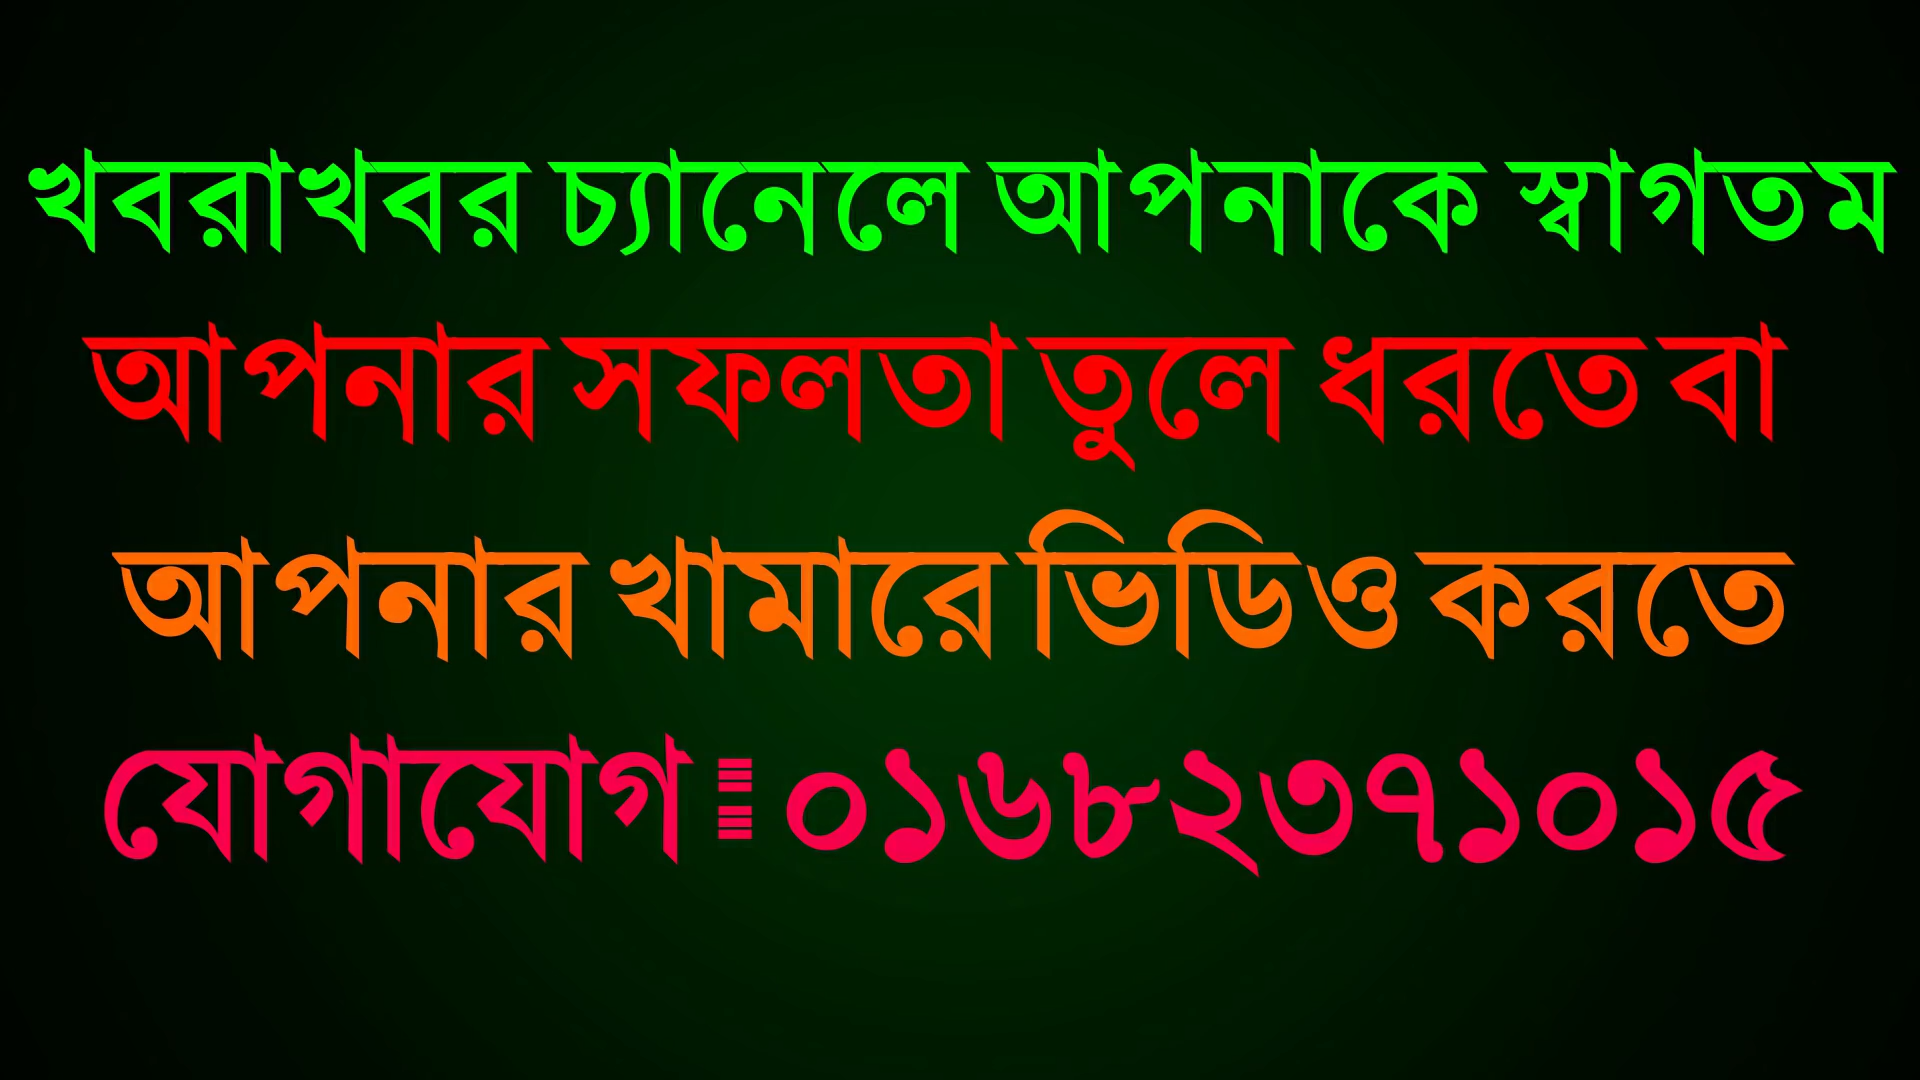 খবরাখবর চ্যানেলে আপনাকে স্বাগতম
আপনার সফলতা তুলে ধরতে বা
আপনার খামারে ভিডিও করতে
যোগাযোগ : ০১৬৮২৩৭১০১৫